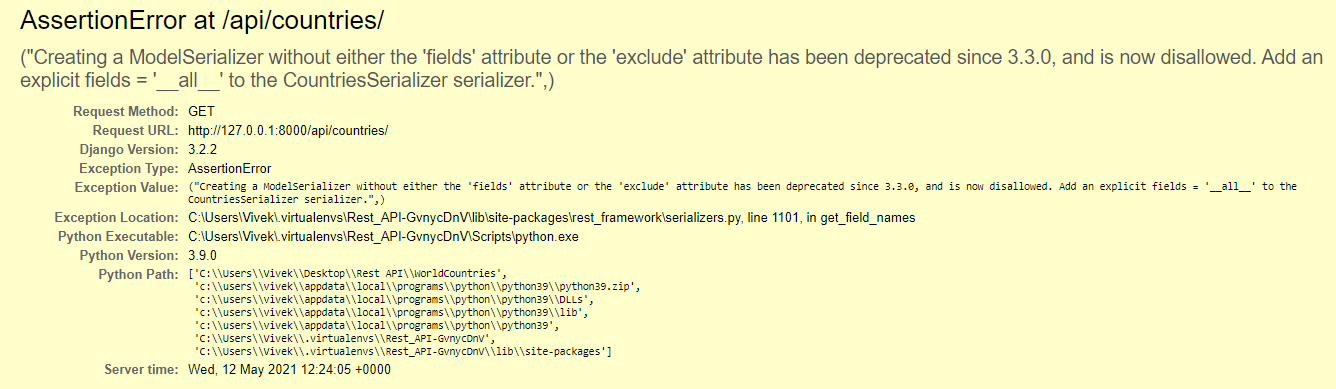 AssertionError at /api/countries/
("Creating a ModelSerializer without either the 'fields' attribute or the 'exclude' attribute has been deprecated since 3.3.0, and is now disallowed. Add an
explicit fields = '__all__' to the CountriesSerializer serializer.",)
Request Method: GET
Request URL: http://127.0.0.1:8000/api/countries/
Django Version: 3.2.2
Exception Type: AssertionError
Exception Value: ("Creating a ModelSerializer without either the 'fields' attribute or the 'exclude' attribute has been deprecated since 3.3.0, and is now disallowed. Add an explicit fields = '__all__' to the
CountriesSerializer serializer.",)
Exception Location: C:\Users\Vivek\.virtualenvs\Rest_API-GvnycDnV\lib\site-packages\rest_framework\serializers.py, line 1101, in get_field_names
Python Executable: C:\Users\Vivek\.virtualenvs\Rest_API-GvnycDnV\Scripts\python.exe
Python Version: 3.9.0
Python Path: ['C:\\Users\\Vivek\\Desktop\\Rest API\\WorldCountries',
'c:\\users\\vivek\\appdata\\local\\programs\\python\\python39\\python39.zip',
'c:\\users\\vivek\\appdata\\local\\programs\\python\\python39\\DLLs',
'c:\\users\\vivek\\appdata\\local\\programs\\python\\python39\\lib',
'c:\\users\\vivek\\appdata\\local\\programs\\python\\python39',
'C:\\Users\\Vivek\\.virtualenvs\\Rest_API-GvnycDnV',
'C:\\Users\\Vivek\\.virtualenvs\\Rest_API-GvnycDnV\\lib\\site-packages']
Server time: Wed, 12 May 2021 12:24:05 +0000